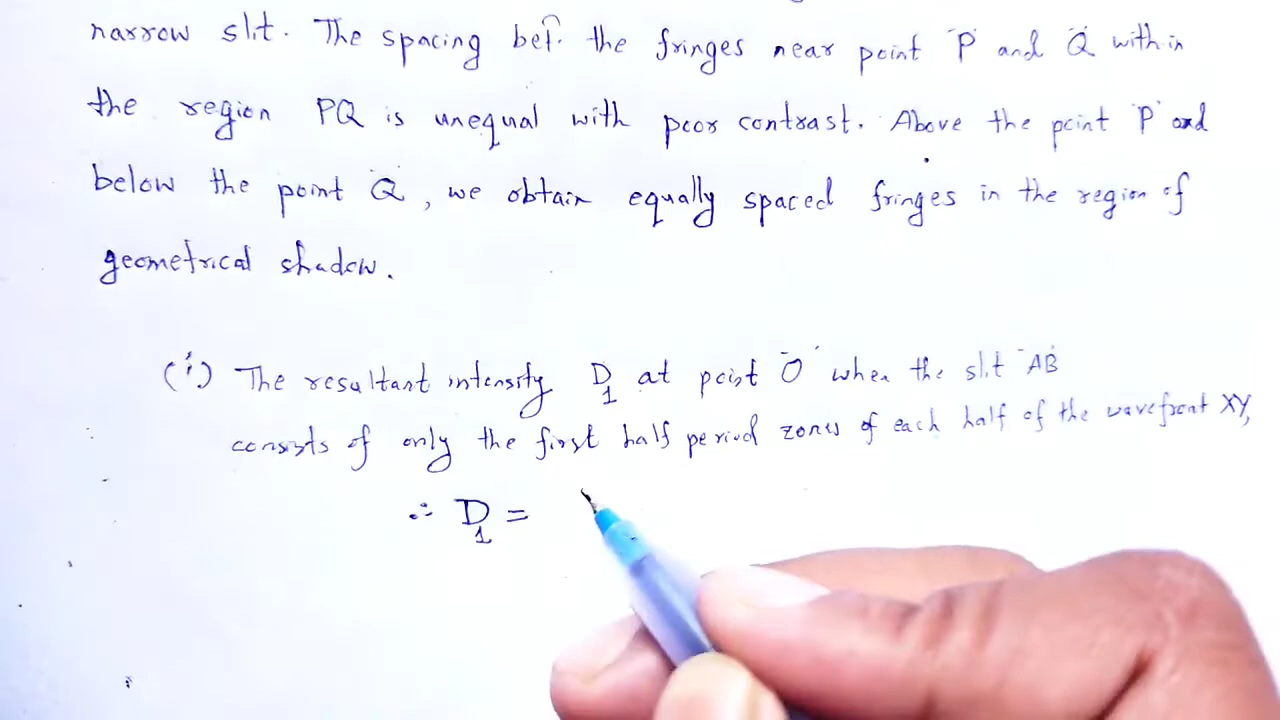 narrow slit. The spacing betⁿ. the fringes near point 'P' and 'Q' with in
the region PQ is unequal with poor contrast. Above the point 'P' and
below the point 'Q', we obtain equally spaced fringes in the region of
geometrical shadow.
(i) The resultant intensity D₁ at point 'O' when the slit 'AB'
consists of only the first half period zones of each half of the wavefront XY,
∴ D₁ =